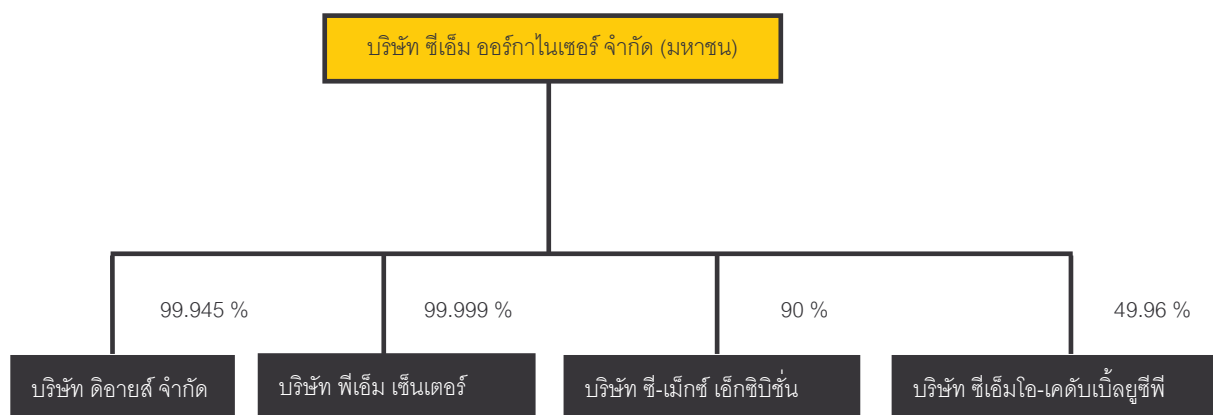 บริษัท ซีเอ็ม ออร์กาไนเซอร์ จำกัด (มหาชน)
99.945 %
99.999 %
90 %
49.96 %
บริษัท ดิอายส์ จำกัด
บริษัท พีเอ็ม เซ็นเตอร์
บริษัท ซี-เม็กซ์ เอ็กซิบิชั่น
บริษัท ซีเอ็มโอ-เคดับเบิ้ลยูซีพี